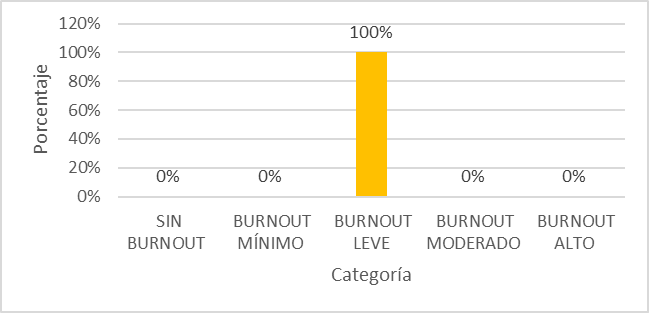 120%
100%
80%
60%
40%
20%
0%
Porcentaje
0%
0%
100%
0%
0%
SIN
BURNOUT
BURNOUT
MÍNIMO
BURNOUT
LEVE
BURNOUT
MODERADO
BURNOUT
ALTO
Categoría